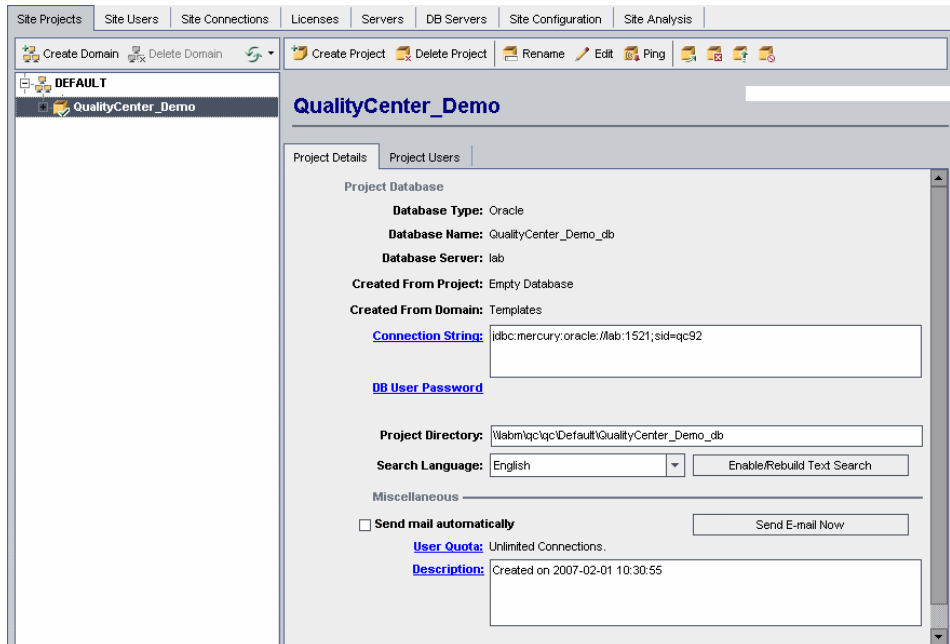 Site Projects Site Users Site Connections Licenses Servers DB Servers Site Configuration Site Analysis
Create Domain Delete Domain Create Project Delete Project Rename Edit Ping
DEFAULT
QualityCenter_Demo
QualityCenter_Demo
Project Details Project Users
Project Database
Database Type: Oracle
Database Name: QualityCenter_Demo_db
Database Server: lab
Created From Project: Empty Database
Created From Domain: Templates
Connection String: jdbc:mercury:oracle://lab:1521;sid=qc92
DB User Password
Project Directory: \\labm\qc\qc\Default\QualityCenter_Demo_db
Search Language: English Enable/Rebuild Text Search
Miscellaneous
Send mail automatically Send E-mail Now
User Quota: Unlimited Connections.
Description: Created on 2007-02-01 10:30:55